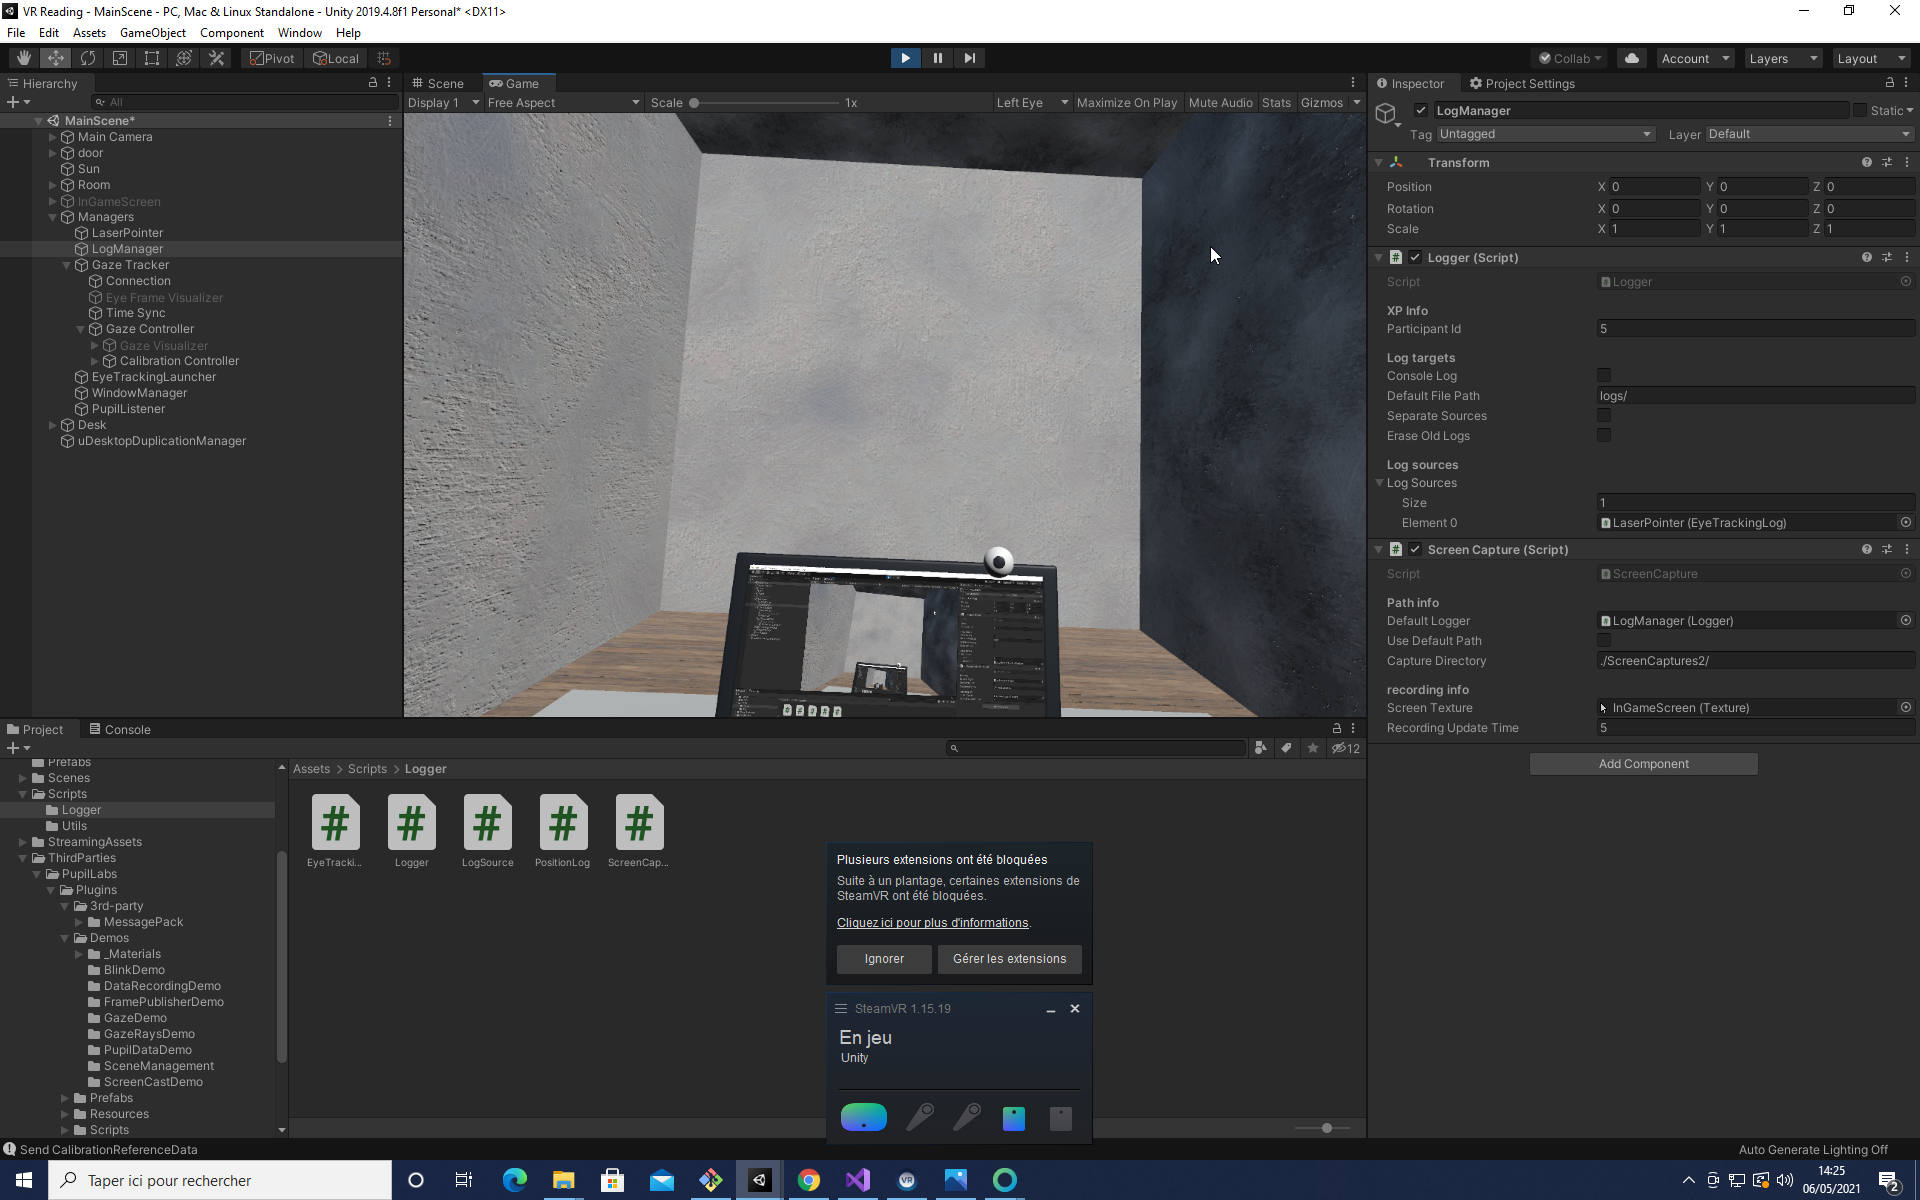 VR Reading - MainScene - PC, Mac & Linux Standalone - Unity 2019.4.8f1 Personal* <DX11>
File Edit Assets GameObject Component Window Help
Pivot Local Collab Account Layers Layout
Hierarchy
All
MainScene*
Main Camera
door
Sun
Room
InGameScreen
Managers
LaserPointer
LogManager
Gaze Tracker
Connection
Eye Frame Visualizer
Time Sync
Gaze Controller
Gaze Visualizer
Calibration Controller
EyeTrackingLauncher
WindowManager
PupilListener
Desk
uDesktopDuplicationManager
Scene Game
Display 1 Free Aspect Scale 1x Left Eye Maximize On Play Mute Audio Stats Gizmos
Inspector Project Settings
LogManager Static
Tag Untagged Layer Default
Transform
Position X 0 Y 0 Z 0
Rotation X 0 Y 0 Z 0
Scale X 1 Y 1 Z 1
# Logger (Script)
Script Logger
XP Info
Participant Id 5
Log targets
Console Log
Default File Path logs/
Separate Sources
Erase Old Logs
Log sources
Log Sources
Size 1
Element 0 LaserPointer (EyeTrackingLog)
# Screen Capture (Script)
Script ScreenCapture
Path info
Default Logger LogManager (Logger)
Use Default Path
Capture Directory ./ScreenCaptures2/
recording info
Screen Texture InGameScreen (Texture)
Recording Update Time 5
Add Component
Project Console
12
Prefabs
Scenes
Scripts
Logger
Utils
StreamingAssets
ThirdParties
PupilLabs
Plugins
3rd-party
MessagePack
Demos
_Materials
BlinkDemo
DataRecordingDemo
FramePublisherDemo
GazeDemo
GazeRaysDemo
PupilDataDemo
SceneManagement
ScreenCastDemo
Prefabs
Resources
Scripts
Assets > Scripts > Logger
# # # # #
EyeTracki... Logger LogSource PositionLog ScreenCap...
Plusieurs extensions ont été bloquées
Suite à un plantage, certaines extensions de
SteamVR ont été bloquées.
Cliquez ici pour plus d'informations.
Ignorer Gérer les extensions
SteamVR 1.15.19
En jeu
Unity
Send CalibrationReferenceData
Auto Generate Lighting Off
Taper ici pour rechercher
VR
14:25
06/05/2021
2